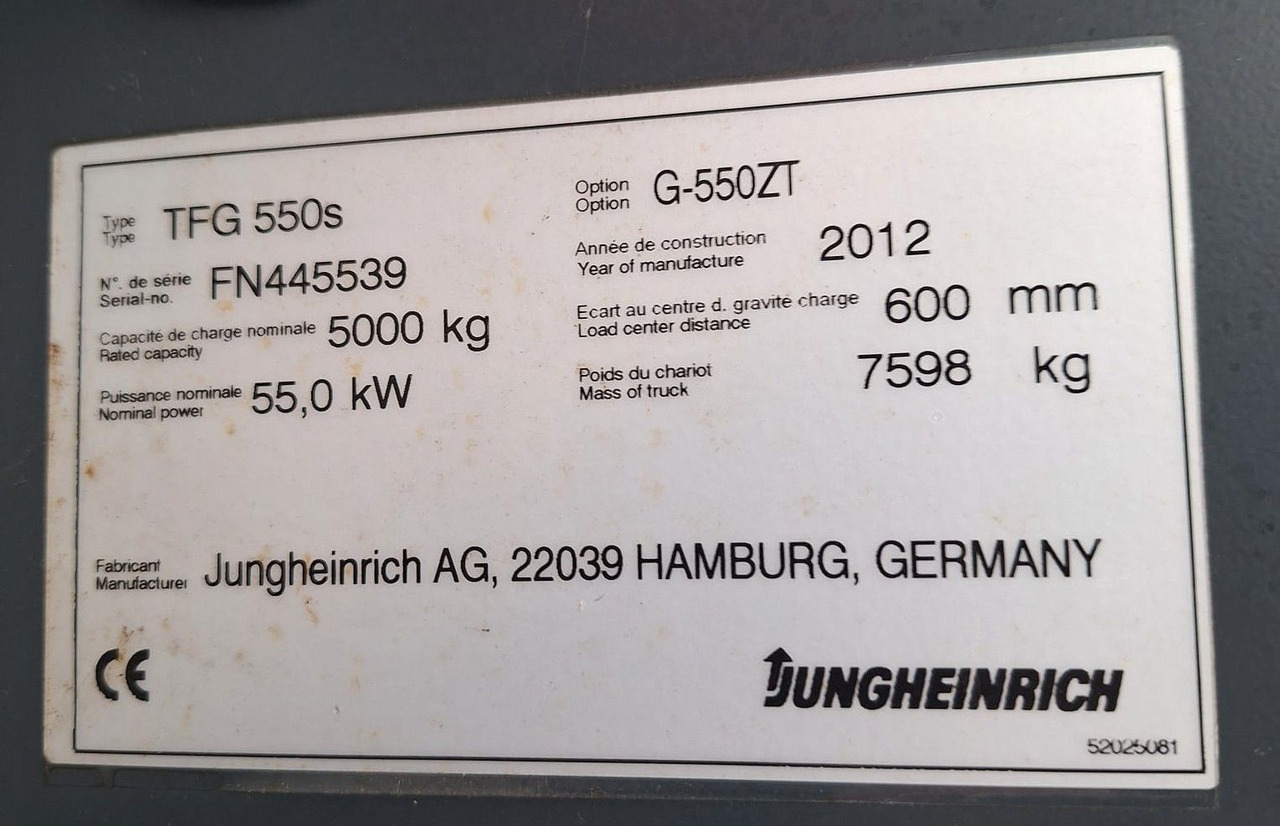 Type TFG 550s
Type
Option G-550ZT
Option
N°. de série FN445539
Serial-no.
Année de construction 2012
Year of manufacture
Capacité de charge nominale 5000 kg
Rated capacity
Ecart au centre d. gravité charge 600 mm
Load center distance
Puissance nominale 55,0 kW
Nominal power
Poids du chariot 7598 kg
Mass of truck
Fabricant
Manufacturer Jungheinrich AG, 22039 HAMBURG, GERMANY
CE
JUNGHEINRICH
52025081